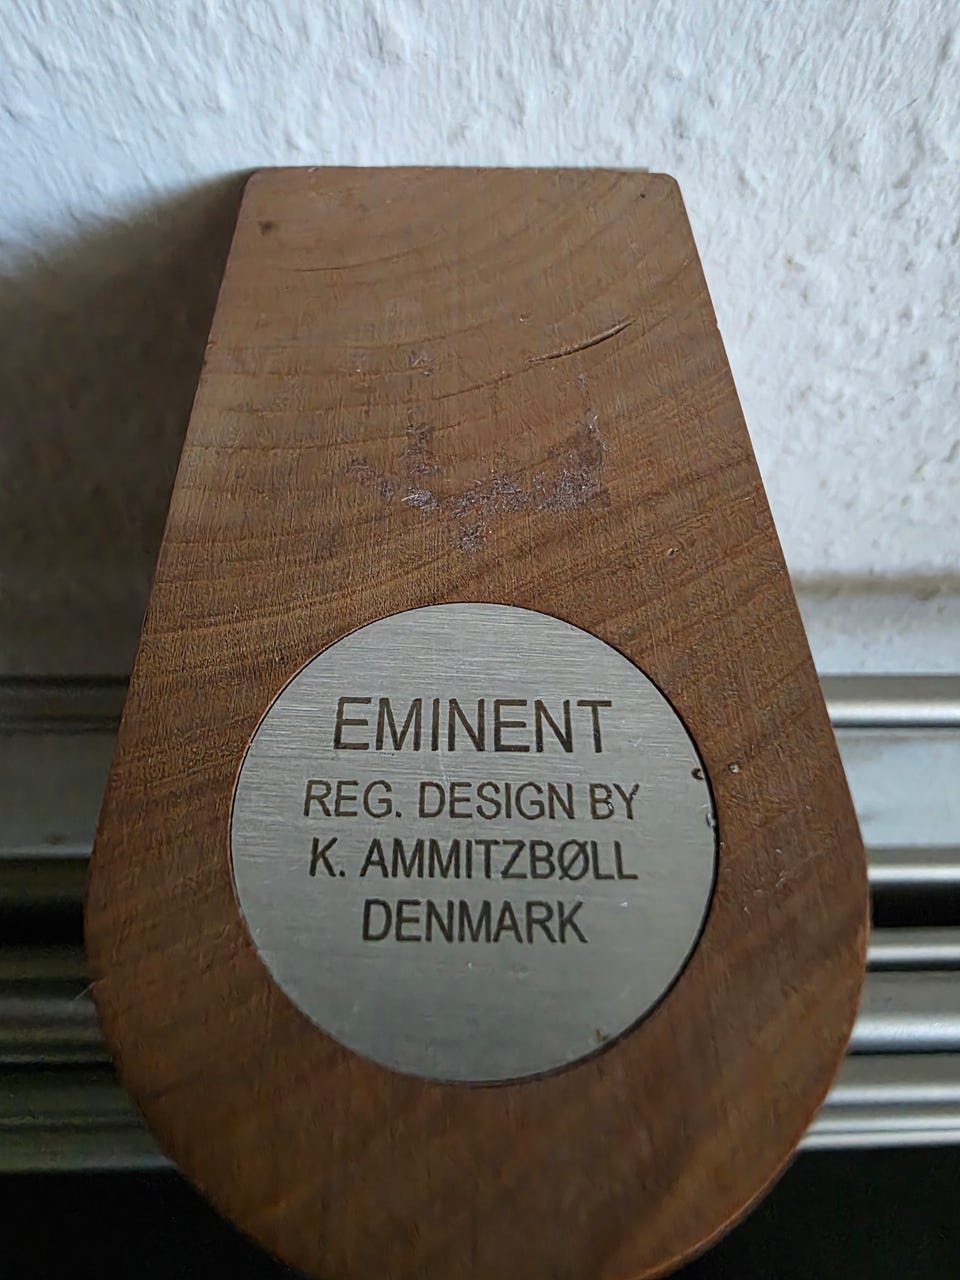 EMINENT
REG. DESIGN BY
K. AMMITZBØLL
DENMARK